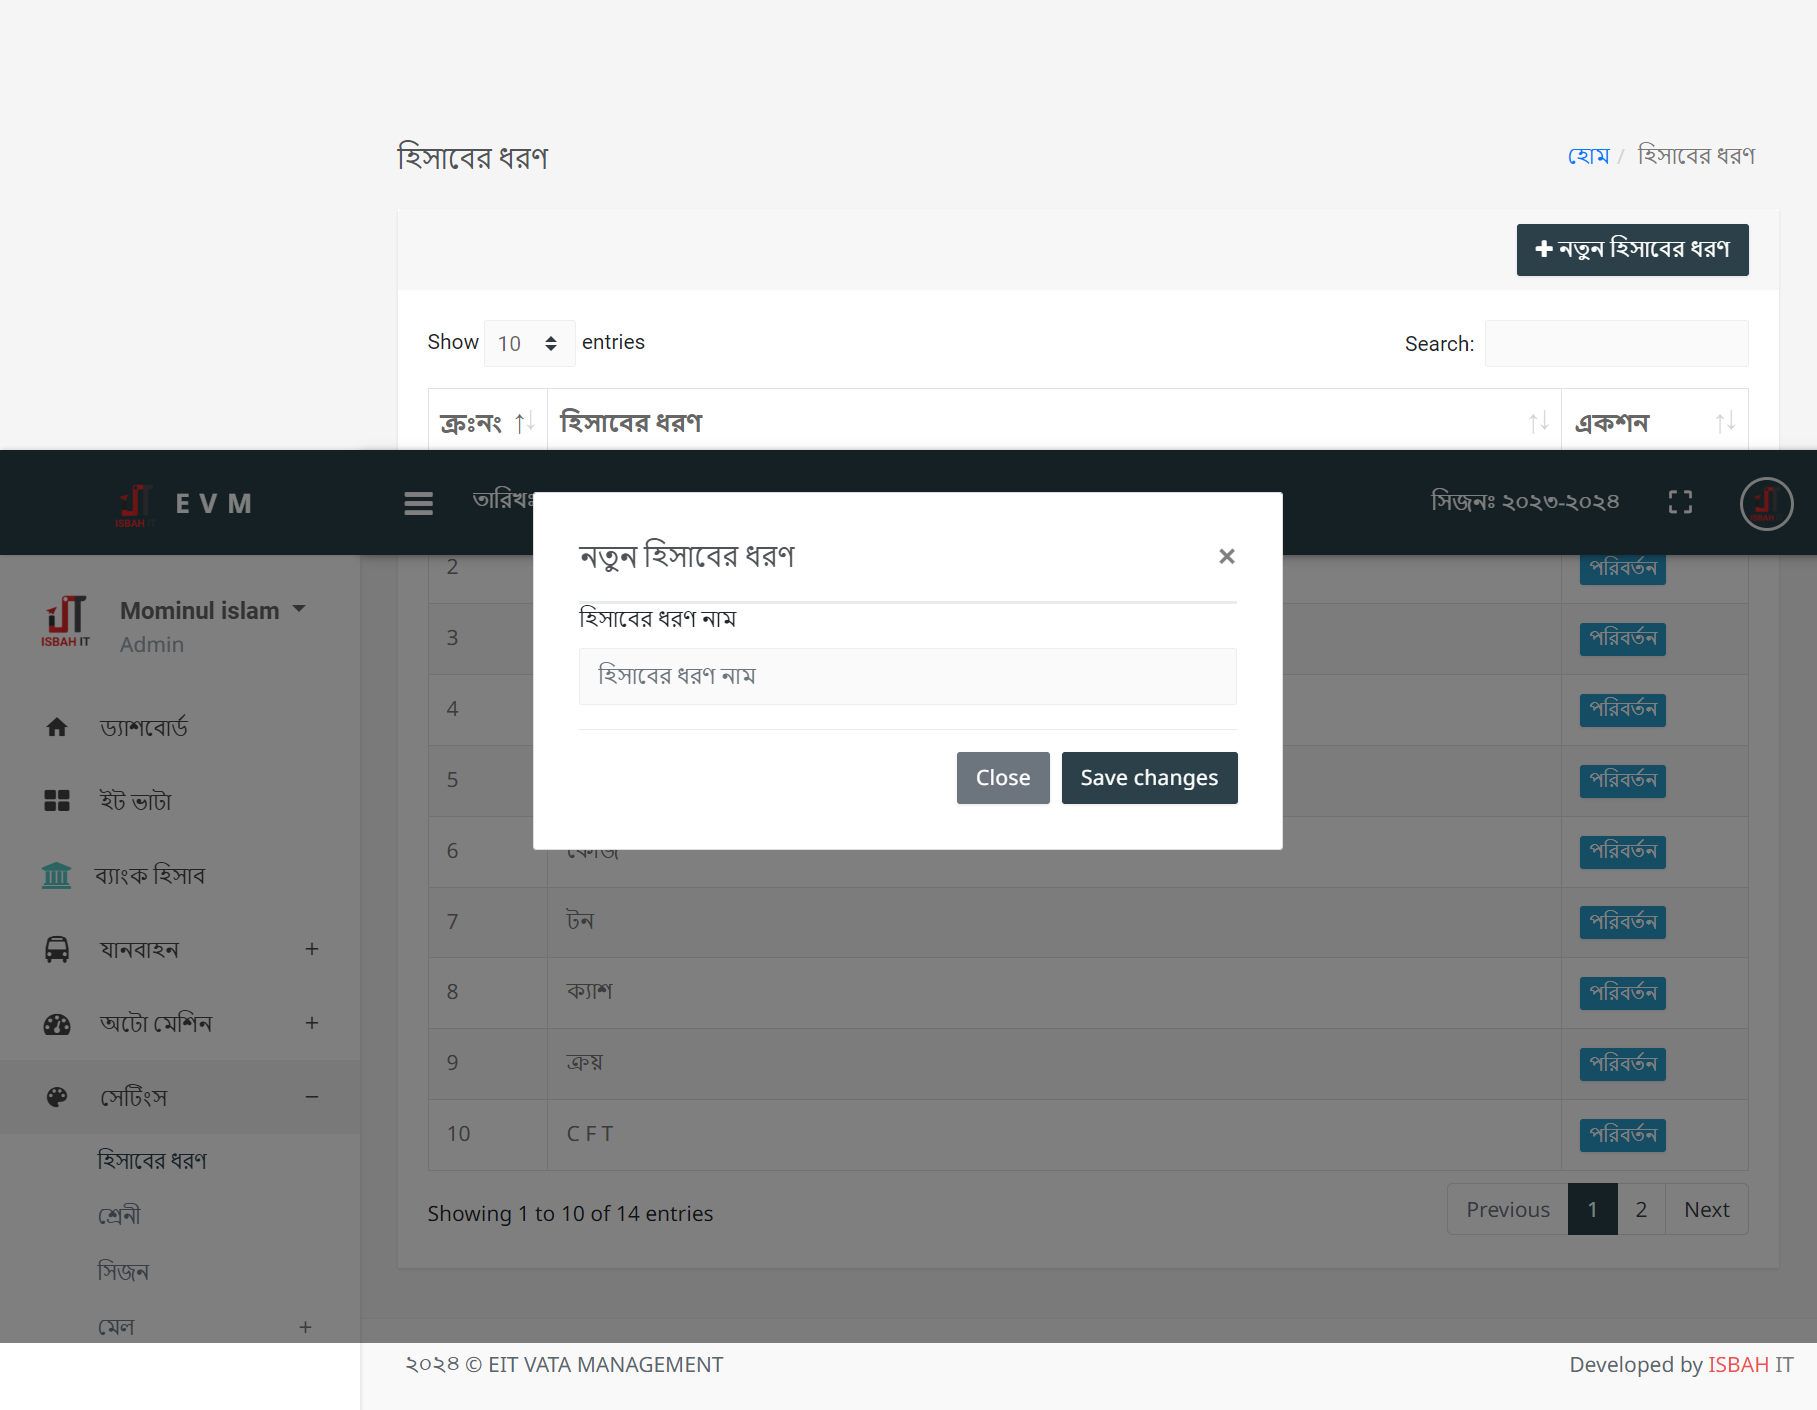 হিসাবের ধরণ
হোম / হিসাবের ধরণ
নতুন হিসাবের ধরণ
Show 10 entries
Search:
ক্রঃনং হিসাবের ধরণ একশন
ISBAH IT
E V M
তারিখঃ
সিজনঃ ২০২৩-২০২৪
নতুন হিসাবের ধরণ ×
হিসাবের ধরণ নাম
হিসাবের ধরণ নাম
Close Save changes
ISBAH IT
Mominul islam
Admin
ড্যাশবোর্ড
ইট ভাটা
ব্যাংক হিসাব
যানবাহন +
অটো মেশিন +
সেটিংস −
হিসাবের ধরণ
শ্রেনী
সিজন
মেল +
2 পরিবর্তন
3 পরিবর্তন
4 পরিবর্তন
5 পরিবর্তন
6 পরিবর্তন
7 টন পরিবর্তন
8 ক্যাশ পরিবর্তন
9 ক্রয় পরিবর্তন
10 C F T পরিবর্তন
Showing 1 to 10 of 14 entries
Previous 1 2 Next
২০২৪ © EIT VATA MANAGEMENT
Developed by ISBAH IT